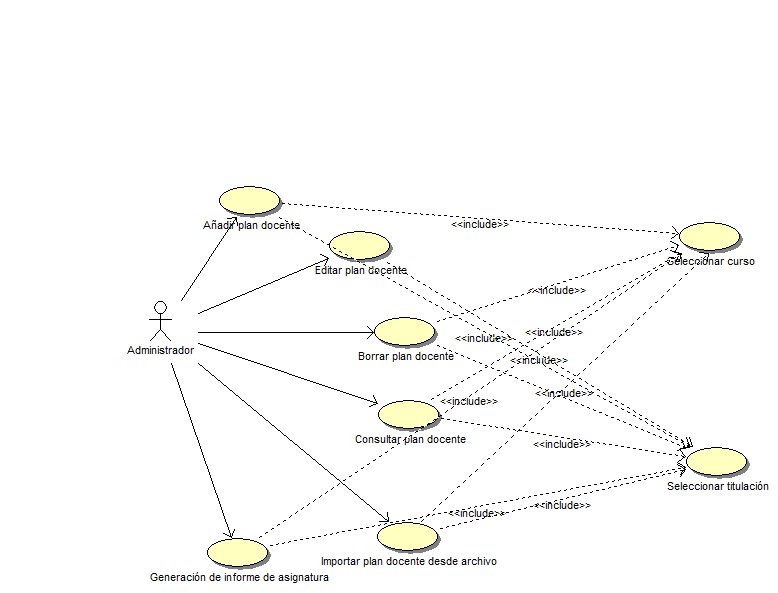 <<include>>
Añadir plan docente
Seleccionar curso
Editar plan docente
<<include>>
<<include>>
<<include>>
Administrador
Borrar plan docente
<<include>>
<<include>>
<<include>>
Consultar plan docente
<<include>>
Seleccionar titulación
<<include>>
<<include>>
Importar plan docente desde archivo
Generación de informe de asignatura